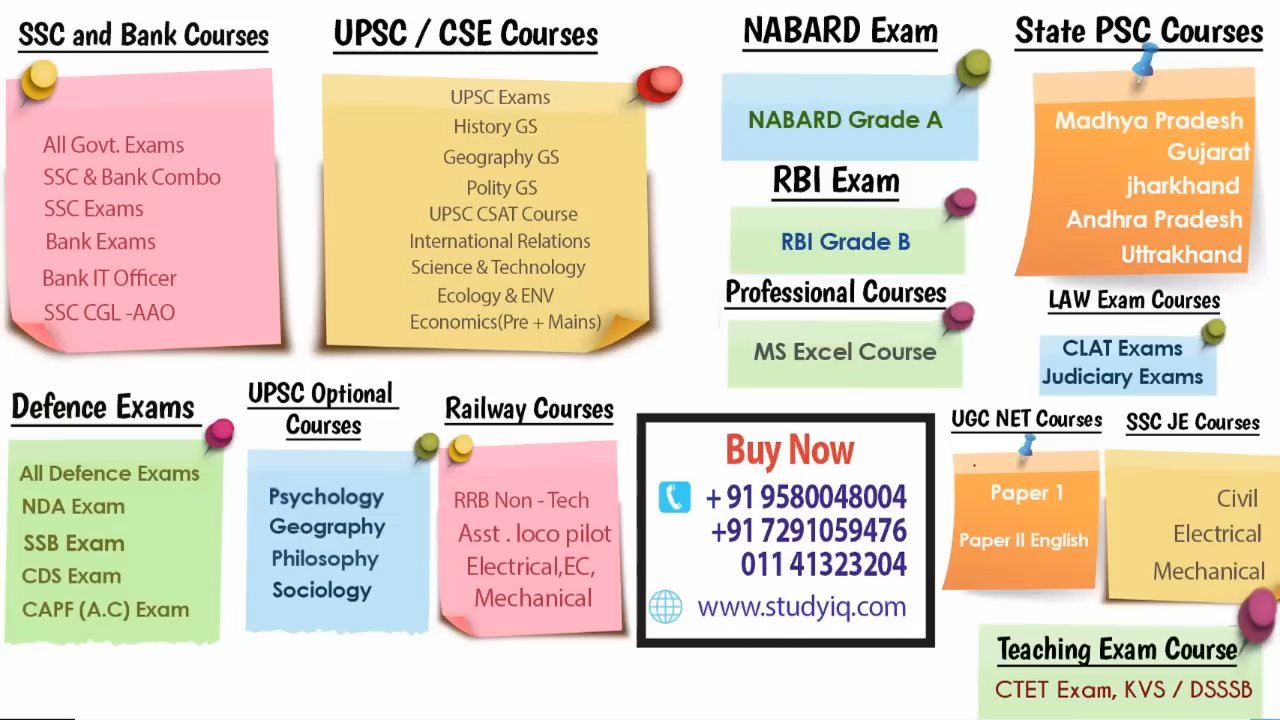 SSC and Bank Courses
All Govt. Exams
SSC & Bank Combo
SSC Exams
Bank Exams
Bank IT Officer
SSC CGL -AAO
UPSC / CSE Courses
UPSC Exams
History GS
Geography GS
Polity GS
UPSC CSAT Course
International Relations
Science & Technology
Ecology & ENV
Economics(Pre + Mains)
NABARD Exam
NABARD Grade A
RBI Exam
RBI Grade B
Professional Courses
MS Excel Course
State PSC Courses
Madhya Pradesh
Gujarat
jharkhand
Andhra Pradesh
Uttrakhand
LAW Exam Courses
CLAT Exams
Judiciary Exams
Defence Exams
All Defence Exams
NDA Exam
SSB Exam
CDS Exam
CAPF (A.C) Exam
UPSC Optional
Courses
Psychology
Geography
Philosophy
Sociology
Railway Courses
RRB Non - Tech
Asst . loco pilot
Electrical,EC,
Mechanical
Buy Now
+ 91 9580048004
+91 7291059476
011 41323204
www.studyiq.com
UGC NET Courses
Paper 1
Paper II English
SSC JE Courses
Civil
Electrical
Mechanical
Teaching Exam Course
CTET Exam, KVS / DSSSB